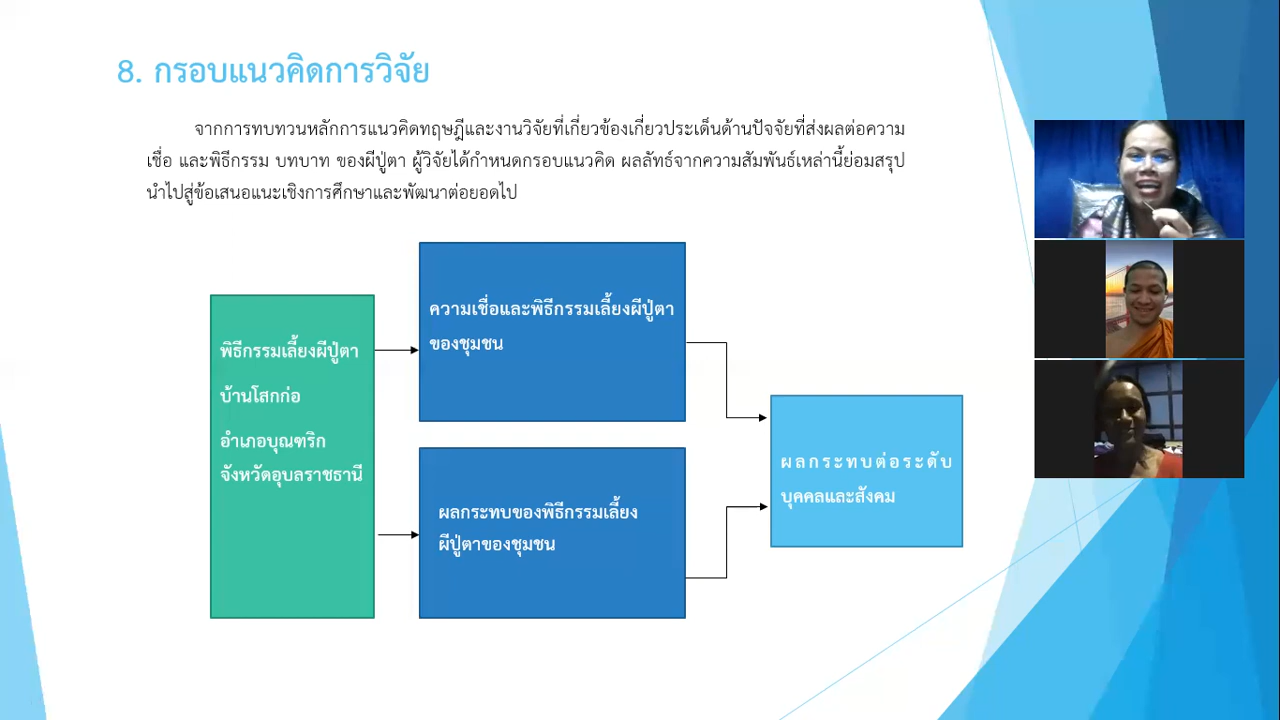 8. กรอบแนวคิดการวิจัย
จากการทบทวนหลักการแนวคิดทฤษฎีและงานวิจัยที่เกี่ยวข้องเกี่ยวประเด็นด้านปัจจัยที่ส่งผลต่อความ
เชื่อ และพิธีกรรม บทบาท ของผีปู่ตา ผู้วิจัยได้กำหนดกรอบแนวคิด ผลลัทธ์จากความสัมพันธ์เหล่านี้ย่อมสรุป
นำไปสู่ข้อเสนอแนะเชิงการศึกษาและพัฒนาต่อยอดไป
พิธีกรรมเลี้ยงผีปู่ตา
บ้านโสกก่อ
อำเภอบุณฑริก
จังหวัดอุบลราชธานี
ความเชื่อและพิธีกรรมเลี้ยงผีปู่ตา
ของชุมชน
ผลกระทบของพิธีกรรมเลี้ยง
ผีปู่ตาของชุมชน
ผลกระทบต่อระดับ
บุคคลและสังคม